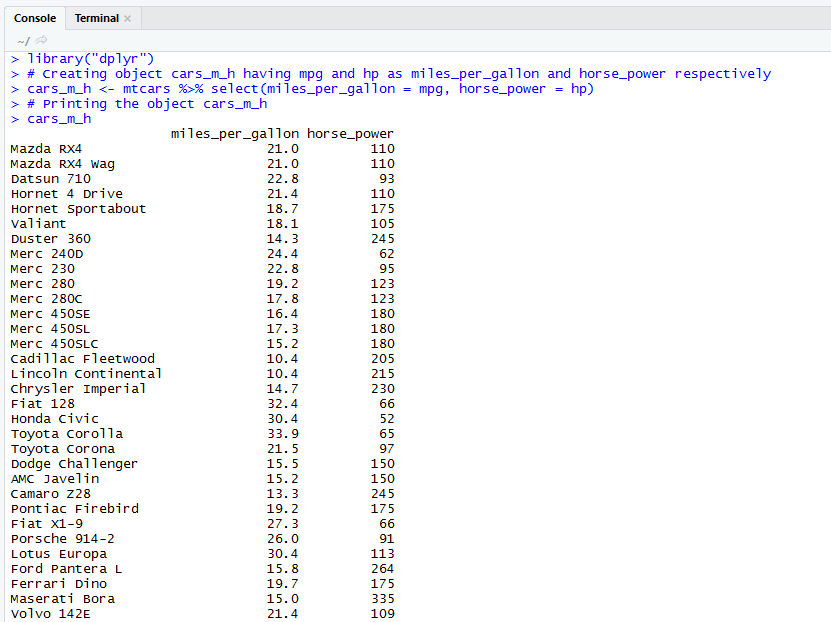 Console Terminal ×
~/
> library("dplyr")
> # Creating object cars_m_h having mpg and hp as miles_per_gallon and horse_power respectively
> cars_m_h <- mtcars %>% select(miles_per_gallon = mpg, horse_power = hp)
> # Printing the object cars_m_h
> cars_m_h
miles_per_gallon horse_power
Mazda RX4 21.0 110
Mazda RX4 Wag 21.0 110
Datsun 710 22.8 93
Hornet 4 Drive 21.4 110
Hornet Sportabout 18.7 175
Valiant 18.1 105
Duster 360 14.3 245
Merc 240D 24.4 62
Merc 230 22.8 95
Merc 280 19.2 123
Merc 280C 17.8 123
Merc 450SE 16.4 180
Merc 450SL 17.3 180
Merc 450SLC 15.2 180
Cadillac Fleetwood 10.4 205
Lincoln Continental 10.4 215
Chrysler Imperial 14.7 230
Fiat 128 32.4 66
Honda Civic 30.4 52
Toyota Corolla 33.9 65
Toyota Corona 21.5 97
Dodge Challenger 15.5 150
AMC Javelin 15.2 150
Camaro Z28 13.3 245
Pontiac Firebird 19.2 175
Fiat X1-9 27.3 66
Porsche 914-2 26.0 91
Lotus Europa 30.4 113
Ford Pantera L 15.8 264
Ferrari Dino 19.7 175
Maserati Bora 15.0 335
Volvo 142E 21.4 109